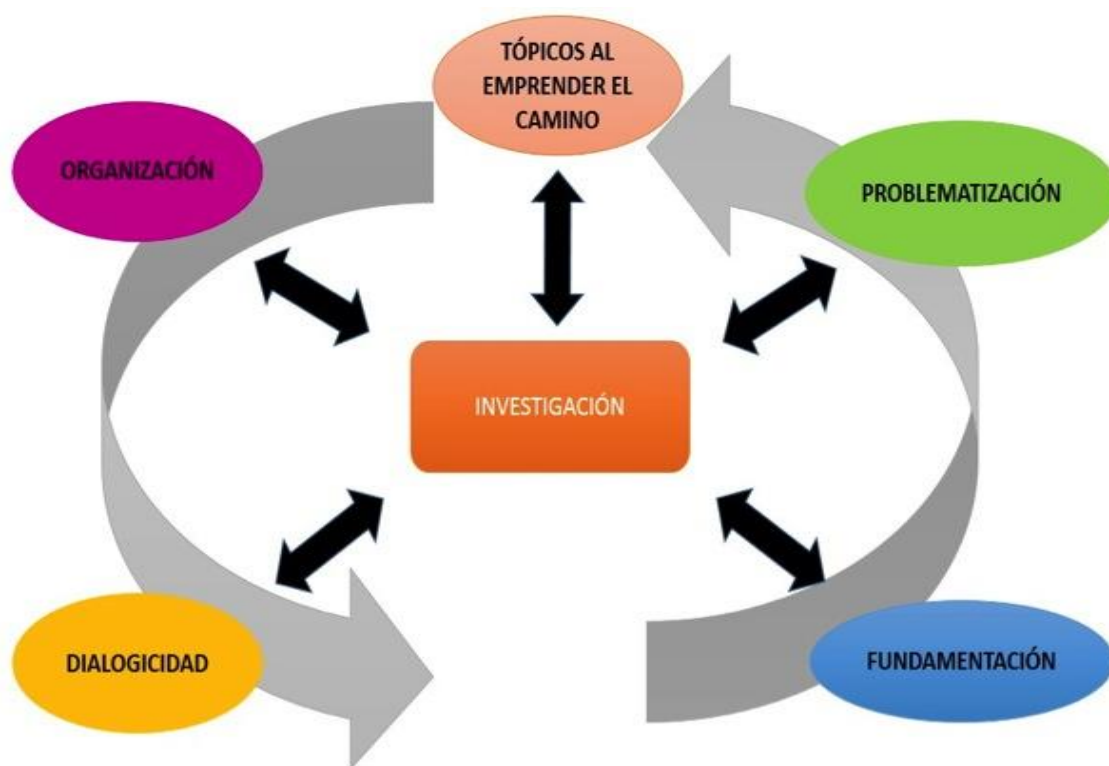 TÓPICOS AL
EMPRENDER EL
CAMINO
ORGANIZACIÓN
PROBLEMATIZACIÓN
INVESTIGACIÓN
DIALOGICIDAD
FUNDAMENTACIÓN